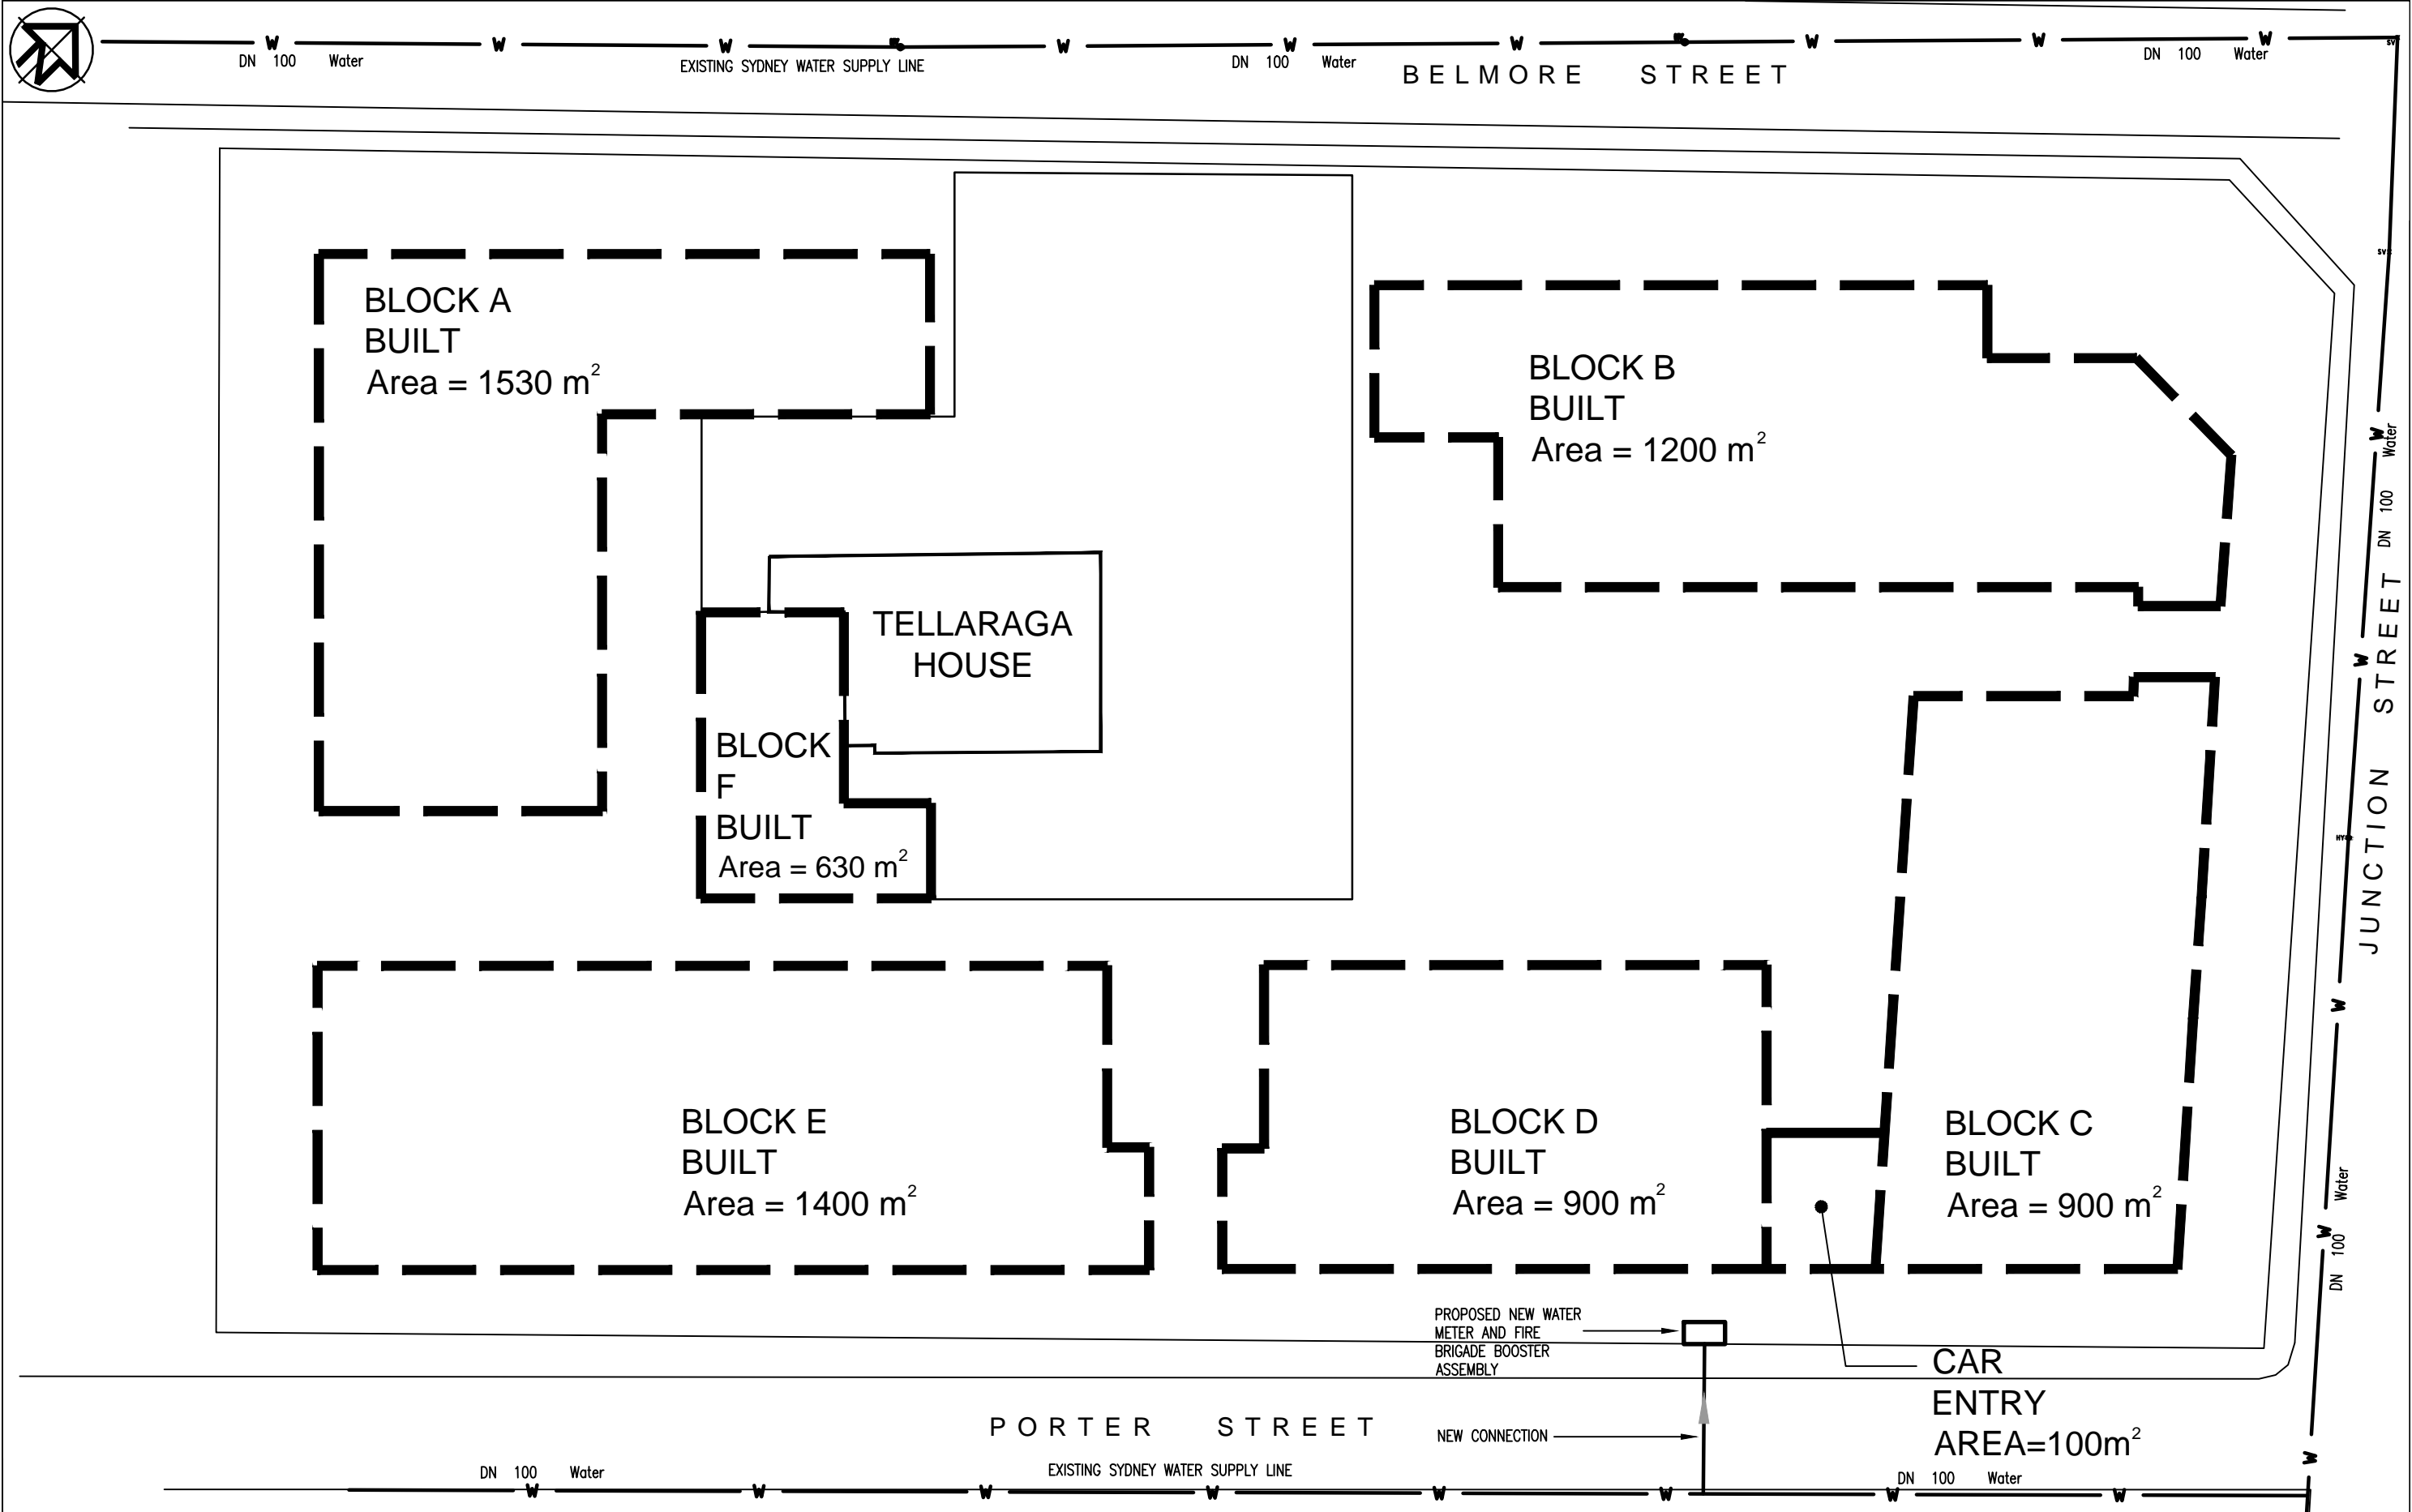 W W W W W W W W W
DN 100 Water
EXISTING SYDNEY WATER SUPPLY LINE
DN 100 Water
DN 100 Water
BELMORE STREET
SV
SV
BLOCK A
BUILT
Area = 1530 m²
BLOCK B
BUILT
Area = 1200 m²
W
DN 100 Water
TELLARAGA
HOUSE
W
JUNCTION STREET
BLOCK
F
BUILT
Area = 630 m²
W
BLOCK E
BUILT
Area = 1400 m²
BLOCK D
BUILT
Area = 900 m²
BLOCK C
BUILT
Area = 900 m²
W
DN 100 Water
PROPOSED NEW WATER
METER AND FIRE
BRIGADE BOOSTER
ASSEMBLY
CAR
ENTRY
AREA=100m²
PORTER STREET
NEW CONNECTION
W
EXISTING SYDNEY WATER SUPPLY LINE
DN 100 Water
DN 100 Water
W W W W W W W W